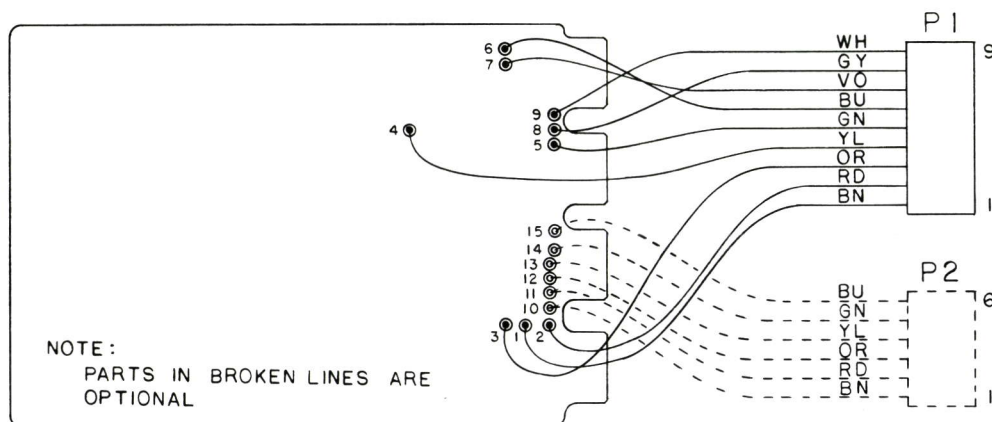 P1
WH
9
GY
VO
BU
GN
YL
OR
RD
BN
1
6
7
9
8
5
4
15
14
13
12
11
10
3
1
2
P2
BU
6
GN
YL
OR
RD
BN
1
NOTE:
PARTS IN BROKEN LINES ARE
OPTIONAL